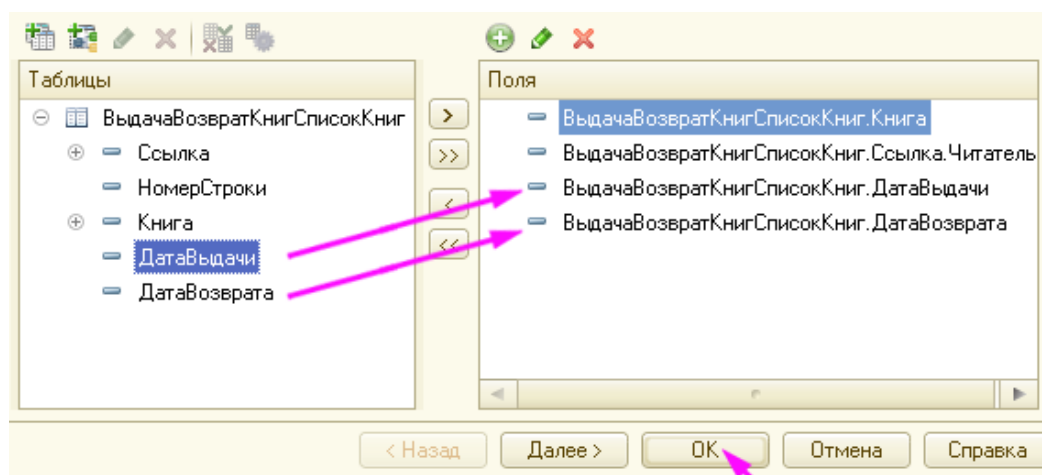 Таблицы
ВыдачаВозвратКнигСписокКниг
Ссылка
НомерСтроки
Книга
ДатаВыдачи
ДатаВозврата
>
>>
<
<<
Поля
ВыдачаВозвратКнигСписокКниг.Книга
ВыдачаВозвратКнигСписокКниг.Ссылка.Читатель
ВыдачаВозвратКнигСписокКниг.ДатаВыдачи
ВыдачаВозвратКнигСписокКниг.ДатаВозврата
< Назад
Далее >
OK
Отмена
Справка